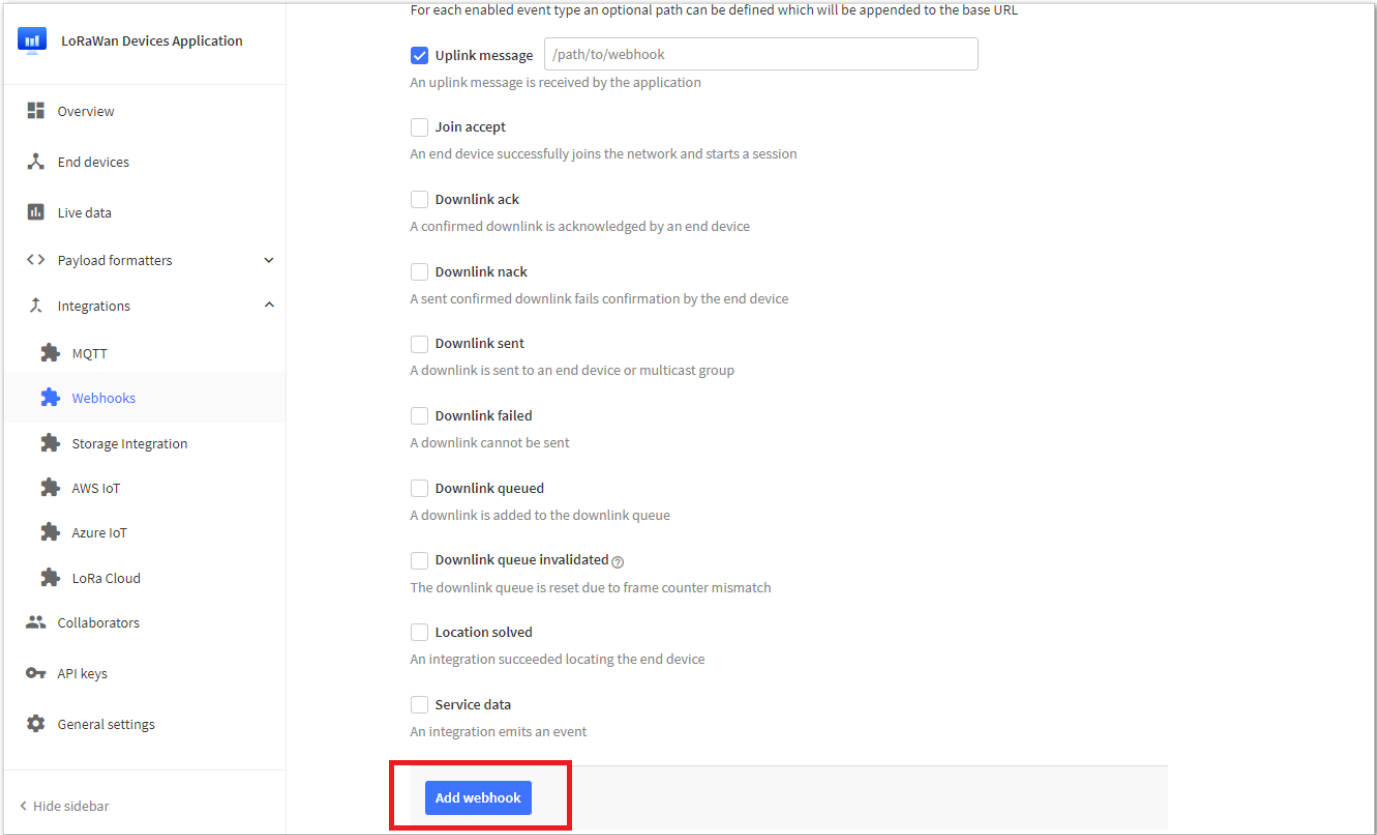 LoRaWan Devices Application
Overview
End devices
Live data
Payload formatters
Integrations
MQTT
Webhooks
Storage Integration
AWS IoT
Azure IoT
LoRa Cloud
Collaborators
API keys
General settings
Hide sidebar
For each enabled event type an optional path can be defined which will be appended to the base URL
Uplink message /path/to/webhook
An uplink message is received by the application
Join accept
An end device successfully joins the network and starts a session
Downlink ack
A confirmed downlink is acknowledged by an end device
Downlink nack
A sent confirmed downlink fails confirmation by the end device
Downlink sent
A downlink is sent to an end device or multicast group
Downlink failed
A downlink cannot be sent
Downlink queued
A downlink is added to the downlink queue
Downlink queue invalidated ?
The downlink queue is reset due to frame counter mismatch
Location solved
An integration succeeded locating the end device
Service data
An integration emits an event
Add webhook